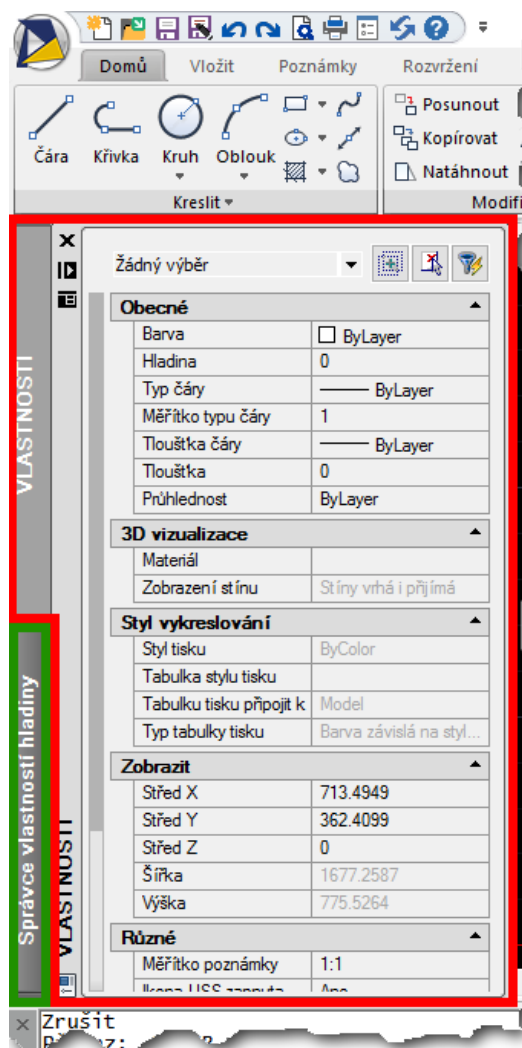 Domů Vložit Poznámky Rozvržení
Posunout
Kopírovat
Čára Křivka Kruh Oblouk
Natáhnout
Kreslit Modifi
Žádný výběr
VLASTNOSTI
Obecné
Barva ByLayer
Hladina 0
Typ čáry ByLayer
Měřítko typu čáry 1
Tloušťka čáry ByLayer
Tloušťka 0
Průhlednost ByLayer
3D vizualizace
Materiál
Zobrazení stínu Stíny vrhá i přijímá
Styl vykreslování
Styl tisku ByColor
Tabulka stylu tisku
Tabulku tisku připojit k Model
Typ tabulky tisku Barva závislá na styl...
Správce vlastností hladiny
Zobrazit
Střed X 713.4949
Střed Y 362.4099
Střed Z 0
Šířka 1677.2587
Výška 775.5264
VLASTNOSTI
Různé
Měřítko poznámky 1:1
Ikona USS zapnuta Ano
Zrušit